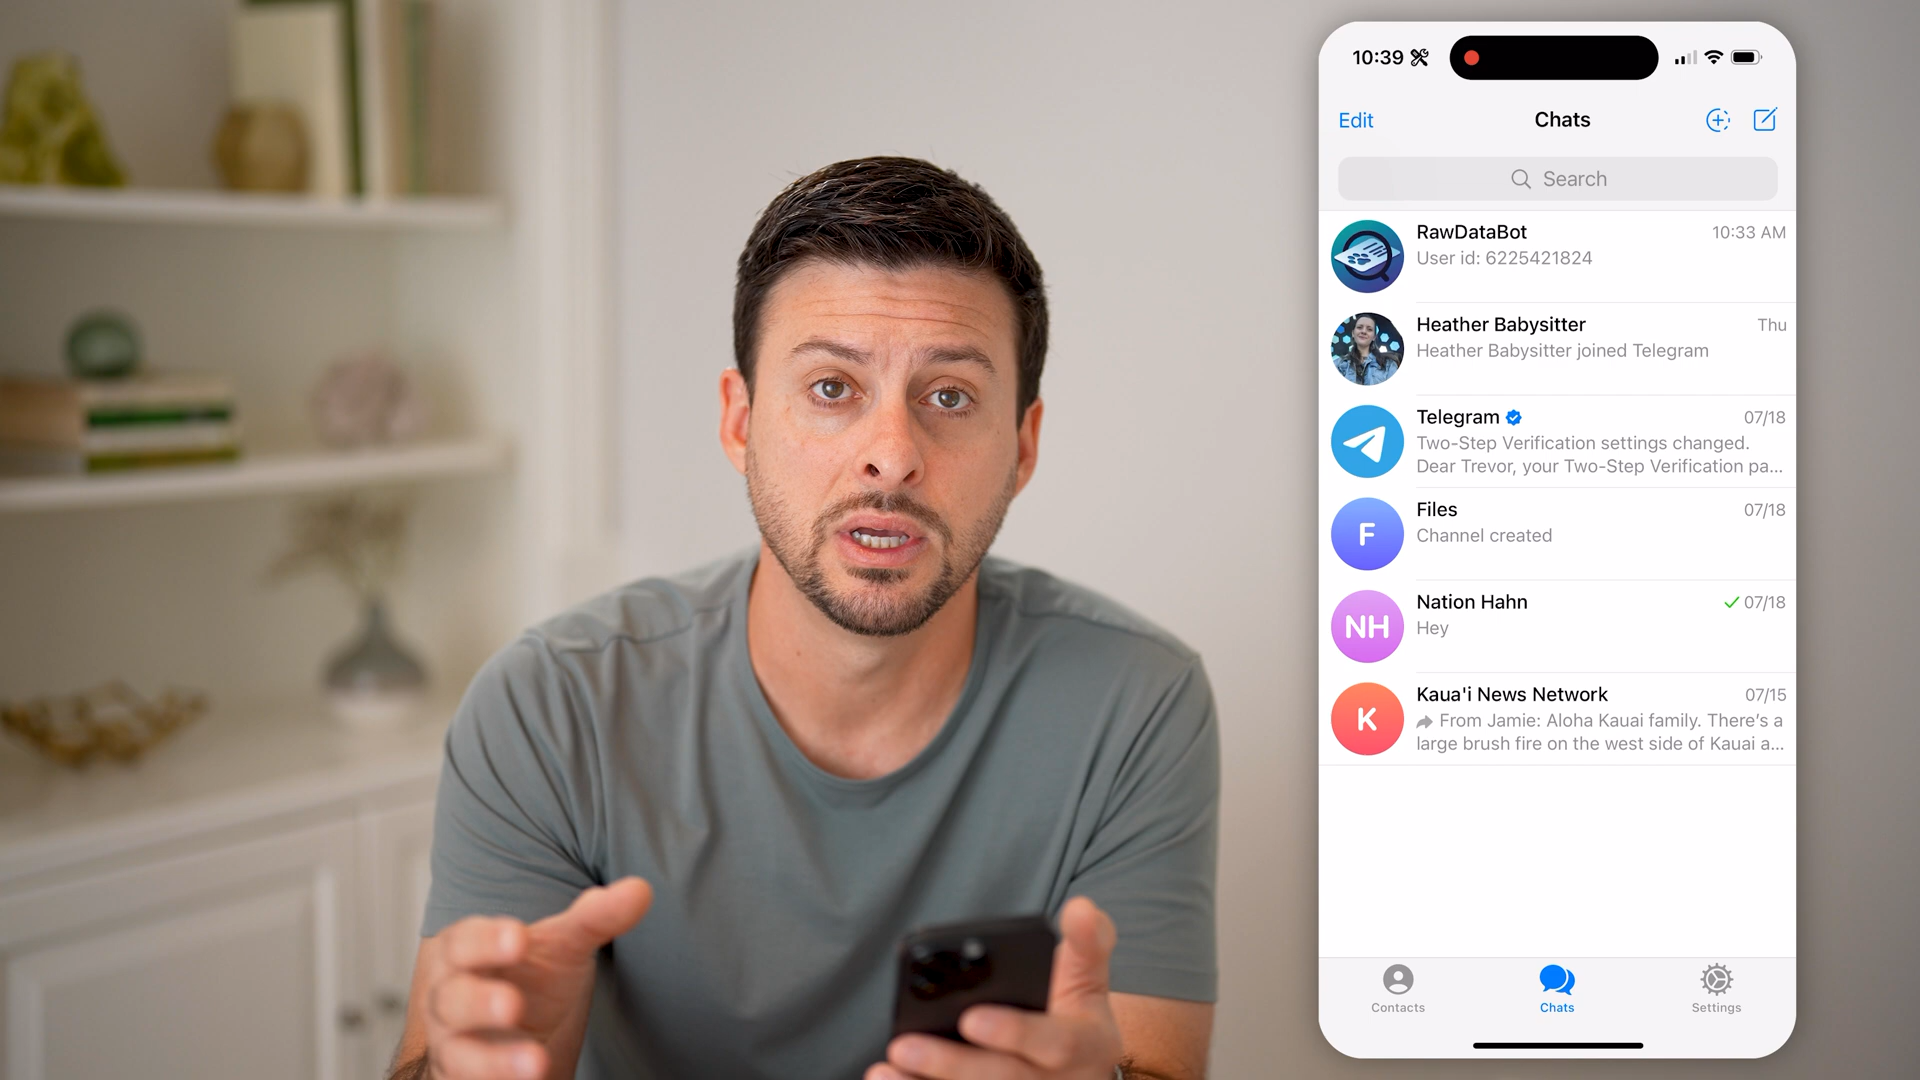 10:39
Edit
Chats
Search
RawDataBot
10:33 AM
User id: 6225421824
Heather Babysitter
Thu
Heather Babysitter joined Telegram
Telegram
07/18
Two-Step Verification settings changed.
Dear Trevor, your Two-Step Verification pa...
F
Files
07/18
Channel created
NH
Nation Hahn
07/18
Hey
K
Kaua'i News Network
07/15
From Jamie: Aloha Kauai family. There's a
large brush fire on the west side of Kauai a...
Contacts
Chats
Settings